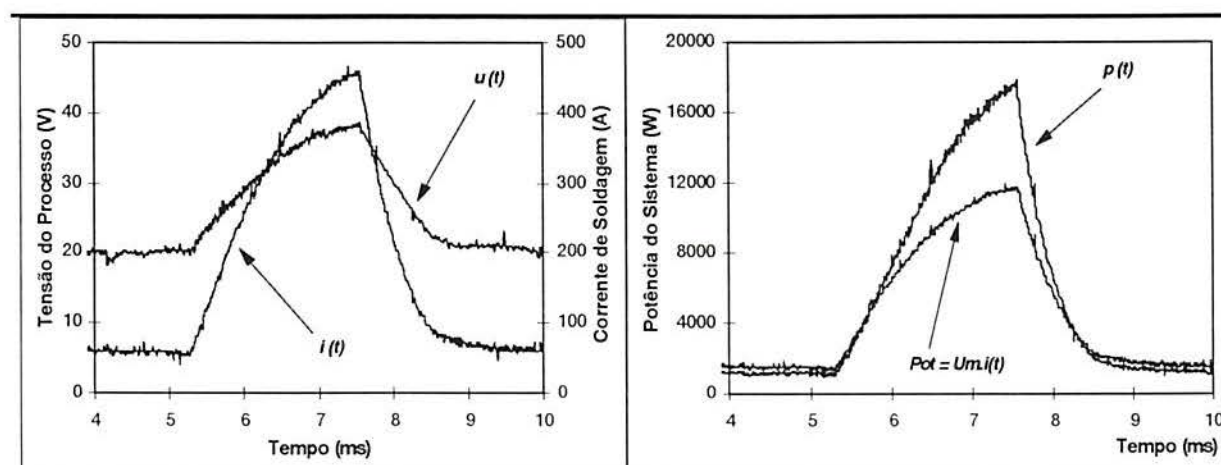 Tensão do Processo (V)
50
40
30
20
10
0
u (t)
i (t)
4 5 6 7 8 9 10
Tempo (ms)
500
400
300
200
100
0
Corrente de Soldagem (A)
Potência do Sistema (W)
20000
16000
12000
8000
4000
0
p (t)
Pot = Um.i(t)
4 5 6 7 8 9 10
Tempo (ms)